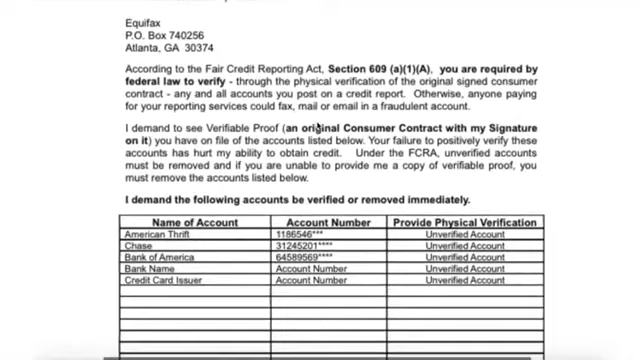 Equifax
P.O. Box 740256
Atlanta, GA 30374
According to the Fair Credit Reporting Act, Section 609 (a)(1)(A), you are required by
federal law to verify - through the physical verification of the original signed consumer
contract - any and all accounts you post on a credit report. Otherwise, anyone paying
for your reporting services could fax, mail or email in a fraudulent account.
I demand to see Verifiable Proof (an original Consumer Contract with my Signature
on it) you have on file of the accounts listed below. Your failure to positively verify these
accounts has hurt my ability to obtain credit. Under the FCRA, unverified accounts
must be removed and if you are unable to provide me a copy of verifiable proof, you
must remove the accounts listed below.
I demand the following accounts be verified or removed immediately.
Name of Account Account Number Provide Physical Verification
American Thrift 1186546*** Unverified Account
Chase 31245201**** Unverified Account
Bank of America 64589569**** Unverified Account
Bank Name Account Number Unverified Account
Credit Card Issuer Account Number Unverified Account